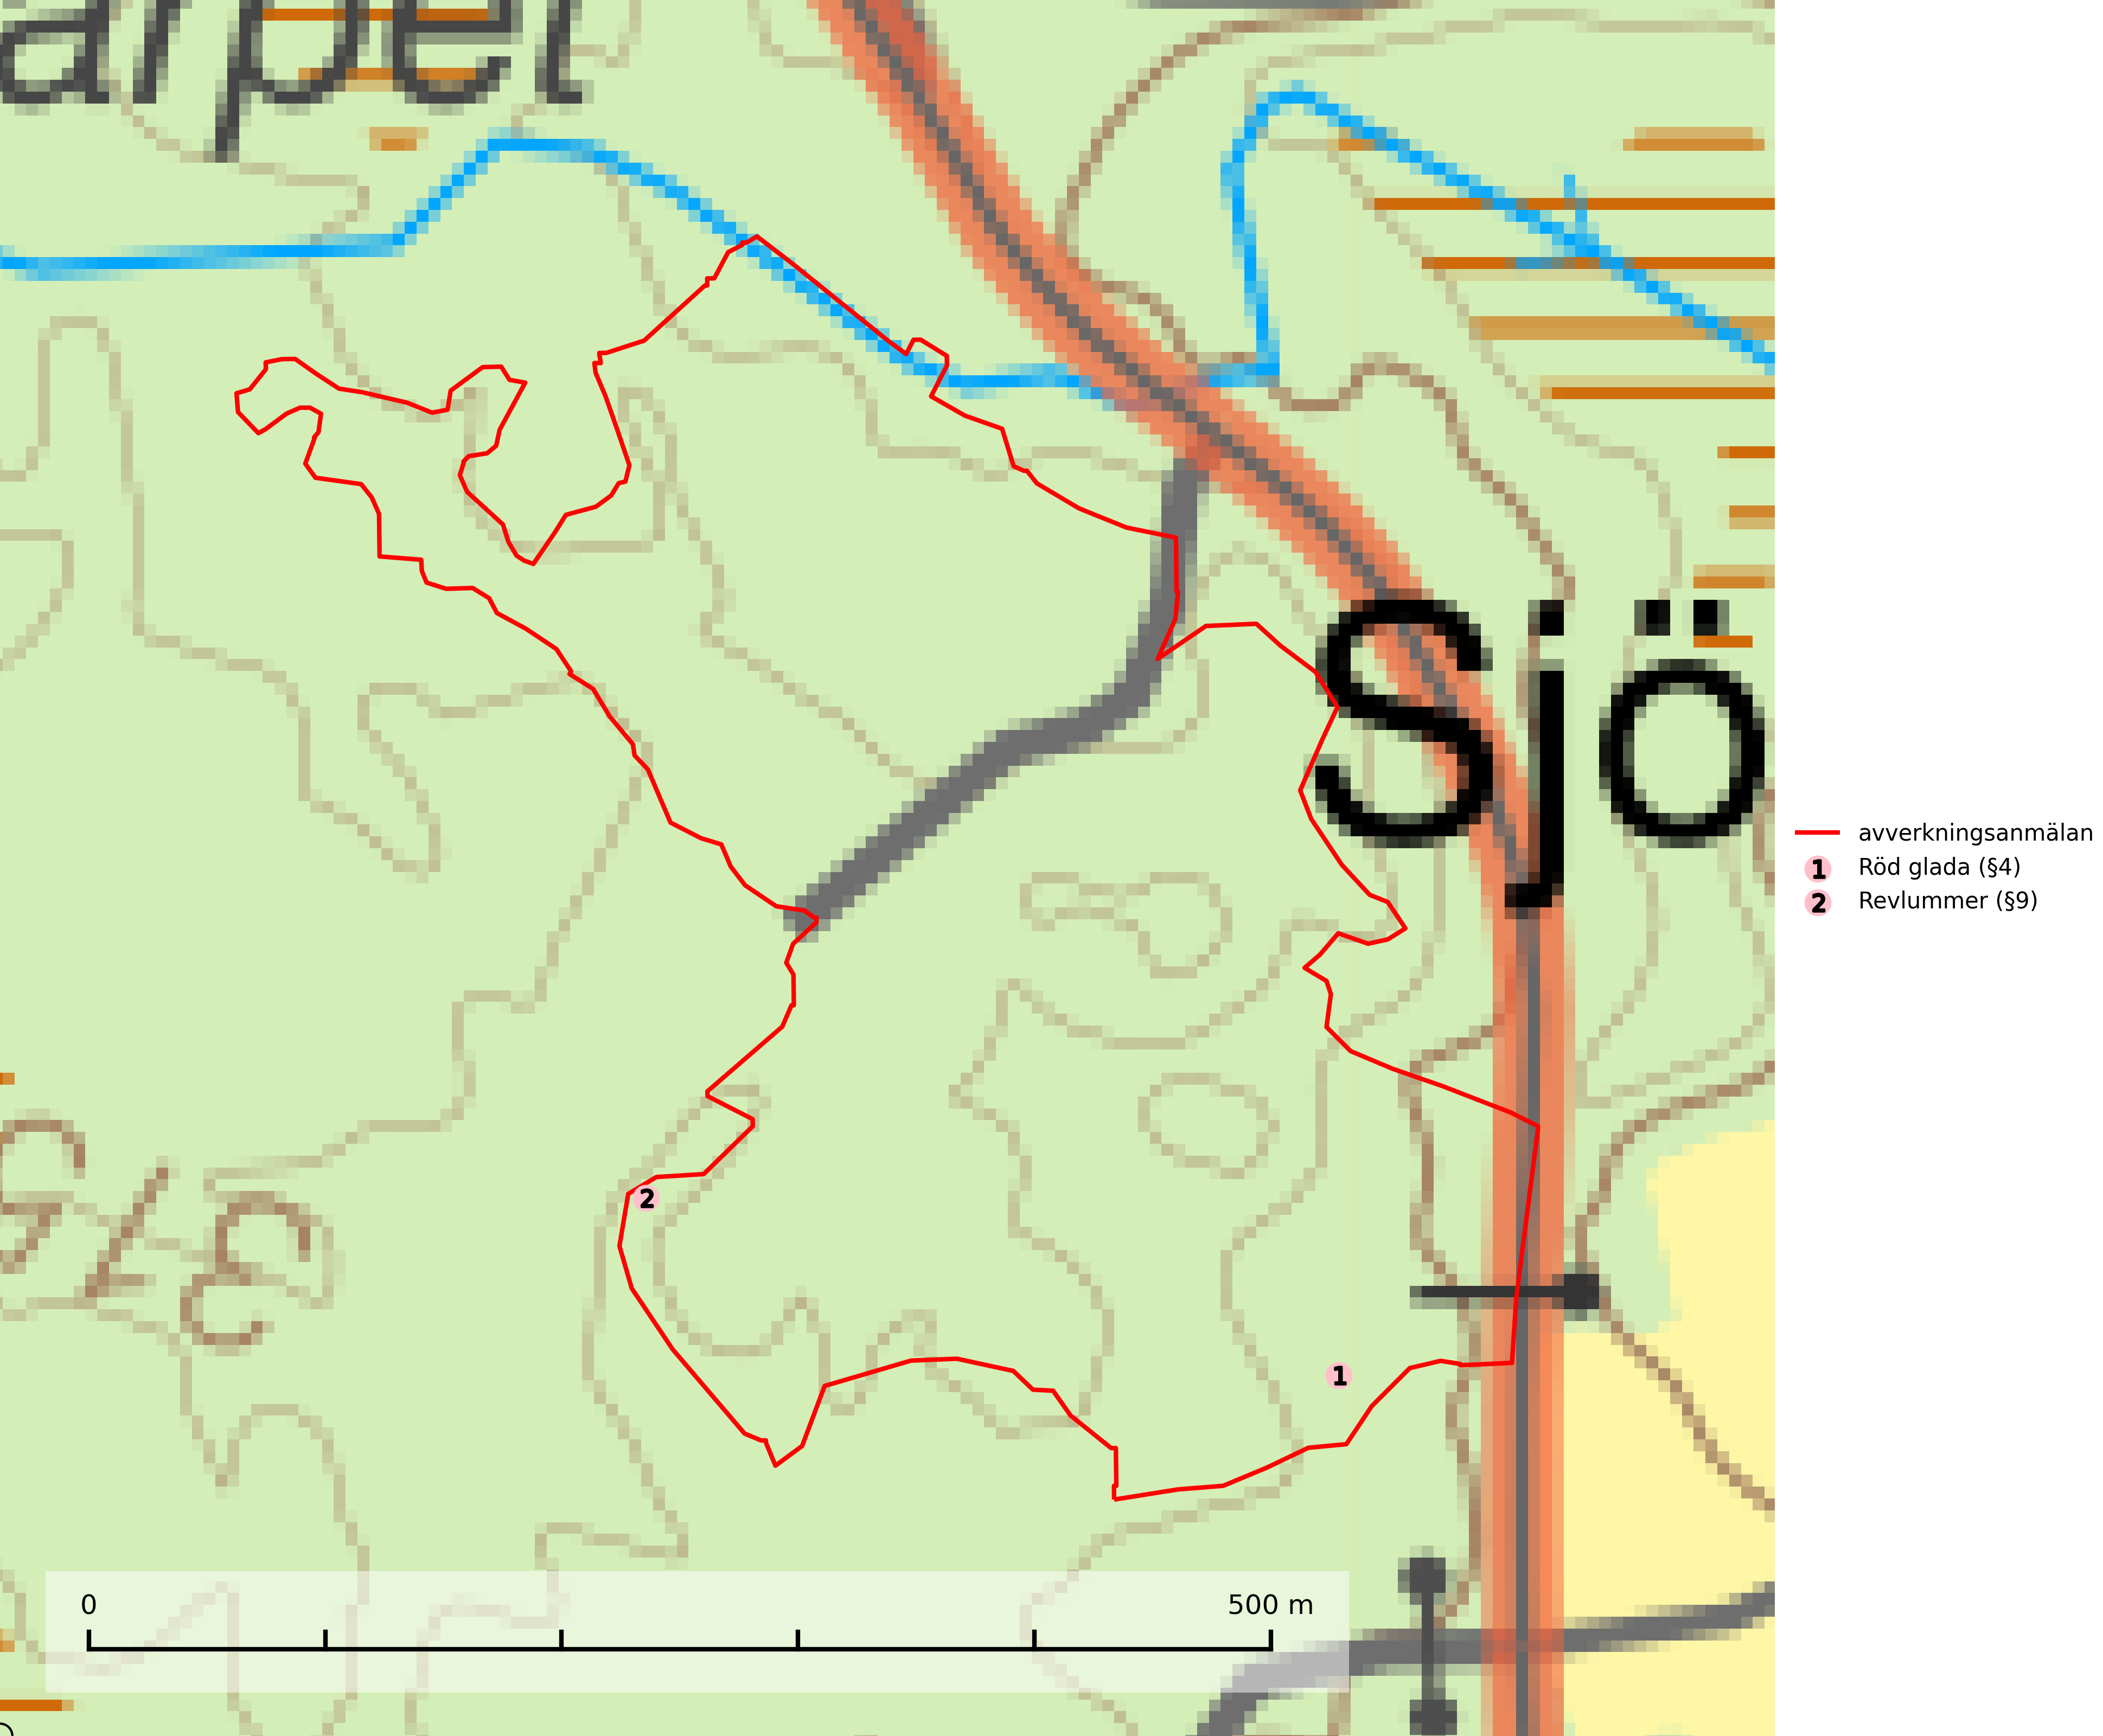 Sjö
avverkningsanmälan
1 Röd glada (§4)
2 Revlummer (§9)
2
1
0
500 m